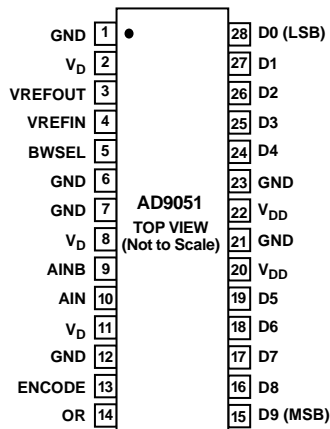 GND 1 28 D0 (LSB)
VD 2 27 D1
VREFOUT 3 26 D2
VREFIN 4 25 D3
BWSEL 5 24 D4
GND 6 23 GND
AD9051
GND 7 22 VDD
TOP VIEW
(Not to Scale)
VD 8 21 GND
AINB 9 20 VDD
AIN 10 19 D5
VD 11 18 D6
GND 12 17 D7
ENCODE 13 16 D8
OR 14 15 D9 (MSB)